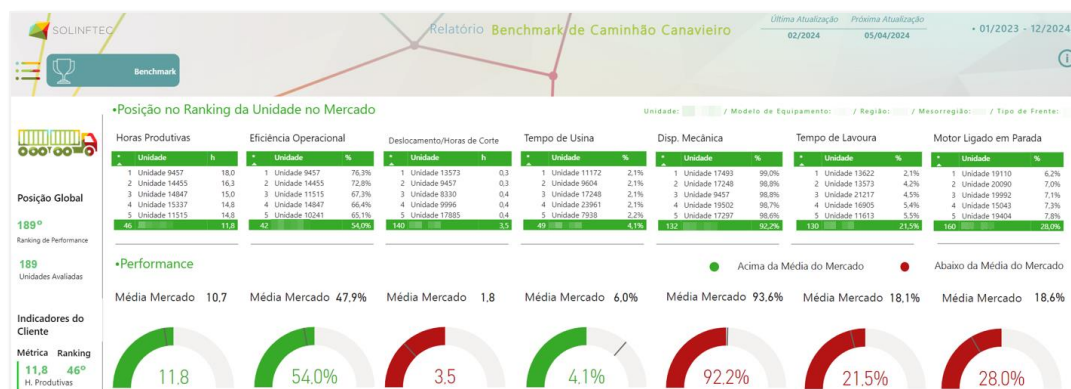 SOLINFTEC
Relatório Benchmark de Caminhão Canavieiro
Última Atualização Próxima Atualização
02/2024 05/04/2024
• 01/2023 - 12/2024
Benchmark
•Posição no Ranking da Unidade no Mercado
Unidade: / Modelo de Equipamento: / Região: / Mesorregião: / Tipo de Frente:
Horas Produtivas
Unidade h
1 Unidade 9457 18,0
2 Unidade 14455 16,3
3 Unidade 14847 15,0
4 Unidade 15337 14,8
5 Unidade 11515 14,8
46 11,8
Eficiência Operacional
Unidade %
1 Unidade 9457 76,3%
2 Unidade 14455 72,8%
3 Unidade 11515 67,3%
4 Unidade 14847 66,4%
5 Unidade 10241 65,1%
42 54,0%
Deslocamento/Horas de Corte
Unidade h
1 Unidade 13573 0,3
2 Unidade 9457 0,3
3 Unidade 8330 0,4
4 Unidade 9996 0,4
5 Unidade 17885 0,4
140 3,5
Tempo de Usina
Unidade %
1 Unidade 11172 2,1%
2 Unidade 9604 2,1%
3 Unidade 17248 2,1%
4 Unidade 23961 2,1%
5 Unidade 7938 2,2%
49 4,1%
Disp. Mecânica
Unidade %
1 Unidade 17493 99,0%
2 Unidade 17248 98,8%
3 Unidade 9457 98,8%
4 Unidade 19502 98,7%
5 Unidade 17297 98,6%
132 92,2%
Tempo de Lavoura
Unidade %
1 Unidade 13622 2,1%
2 Unidade 13573 4,2%
3 Unidade 21217 4,5%
4 Unidade 16905 5,4%
5 Unidade 11613 5,5%
130 21,5%
Motor Ligado em Parada
Unidade %
1 Unidade 19110 6,2%
2 Unidade 20090 7,0%
3 Unidade 19992 7,1%
4 Unidade 15043 7,3%
5 Unidade 19404 7,8%
160 28,0%
Posição Global
189º
Ranking de Performance
189
Unidades Avaliadas
Indicadores do
Cliente
Métrica Ranking
11,8 46º
H. Produtivas
•Performance
Acima da Média do Mercado
Abaixo da Média do Mercado
Média Mercado 10,7
Média Mercado 47,9%
Média Mercado 1,8
Média Mercado 6,0%
Média Mercado 93,6%
Média Mercado 18,1%
Média Mercado 18,6%
11.8
54.0%
3.5
4.1%
92.2%
21.5%
28.0%